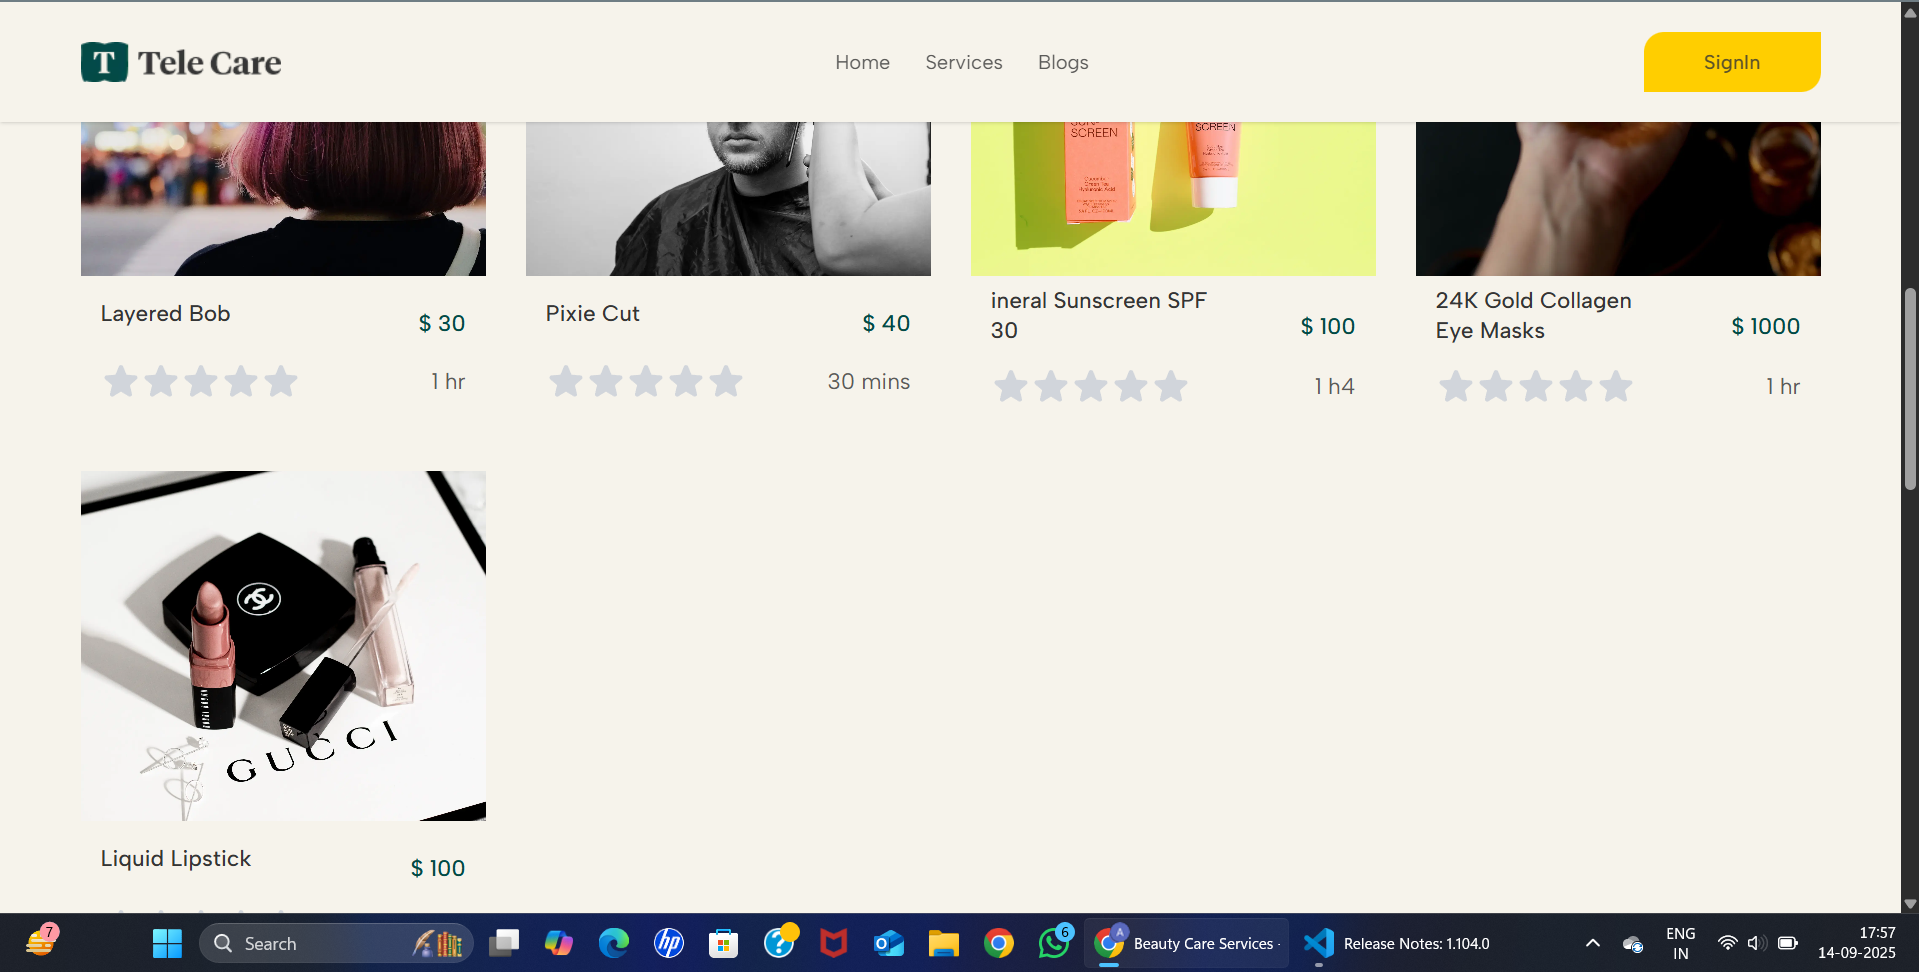 T Tele Care
Home Services Blogs
SignIn
SCREEN
SCREEN
Layered Bob
$ 30
1 hr
Pixie Cut
$ 40
30 mins
ineral Sunscreen SPF
30
$ 100
1 h4
24K Gold Collagen
Eye Masks
$ 1000
1 hr
GUCCI
Liquid Lipstick
$ 100
7
Search
hp
6
A
Beauty Care Services -
Release Notes: 1.104.0
ENG
IN
17:57
14-09-2025